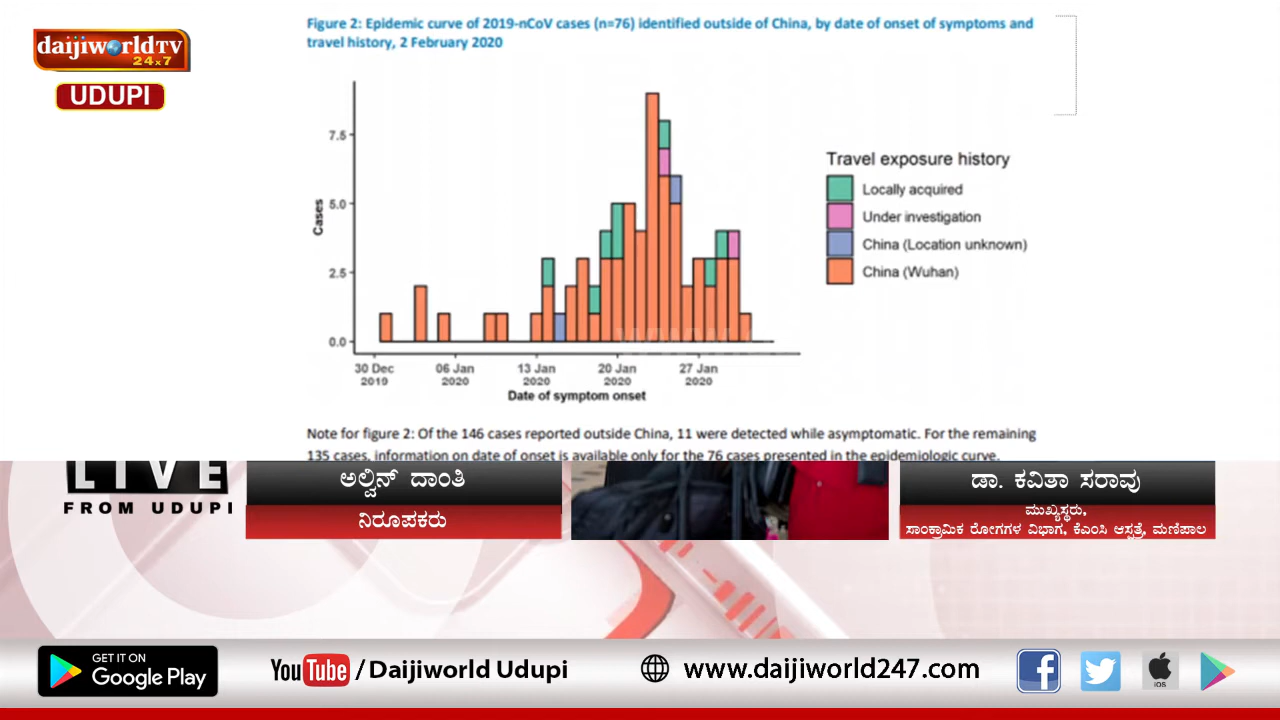 Figure 2: Epidemic curve of 2019-nCoV cases (n=76) identified outside of China, by date of onset of symptoms and
travel history, 2 February 2020
daijiworldTV
24x7
UDUPI
7.5
5.0
2.5
0.0
Cases
30 Dec
2019
06 Jan
2020
13 Jan
2020
20 Jan
2020
27 Jan
2020
Date of symptom onset
Travel exposure history
Locally acquired
Under investigation
China (Location unknown)
China (Wuhan)
Note for figure 2: Of the 146 cases reported outside China, 11 were detected while asymptomatic. For the remaining
135 cases, information on date of onset is available only for the 76 cases presented in the epidemiologic curve.
LIVE
FROM UDUPI
ಅಲ್ವಿನ್ ದಾಂತಿ
ನಿರೂಪಕರು
ಡಾ. ಕವಿತಾ ಸರಾವು
ಮುಖ್ಯಸ್ಥರು,
ಸಾಂಕ್ರಾಮಿಕ ರೋಗಗಳ ವಿಭಾಗ, ಕೆಎಂಸಿ ಆಸ್ಪತ್ರೆ, ಮಣಿಪಾಲ
GET IT ON
Google Play
YouTube / Daijiworld Udupi
www.daijiworld247.com
iOS